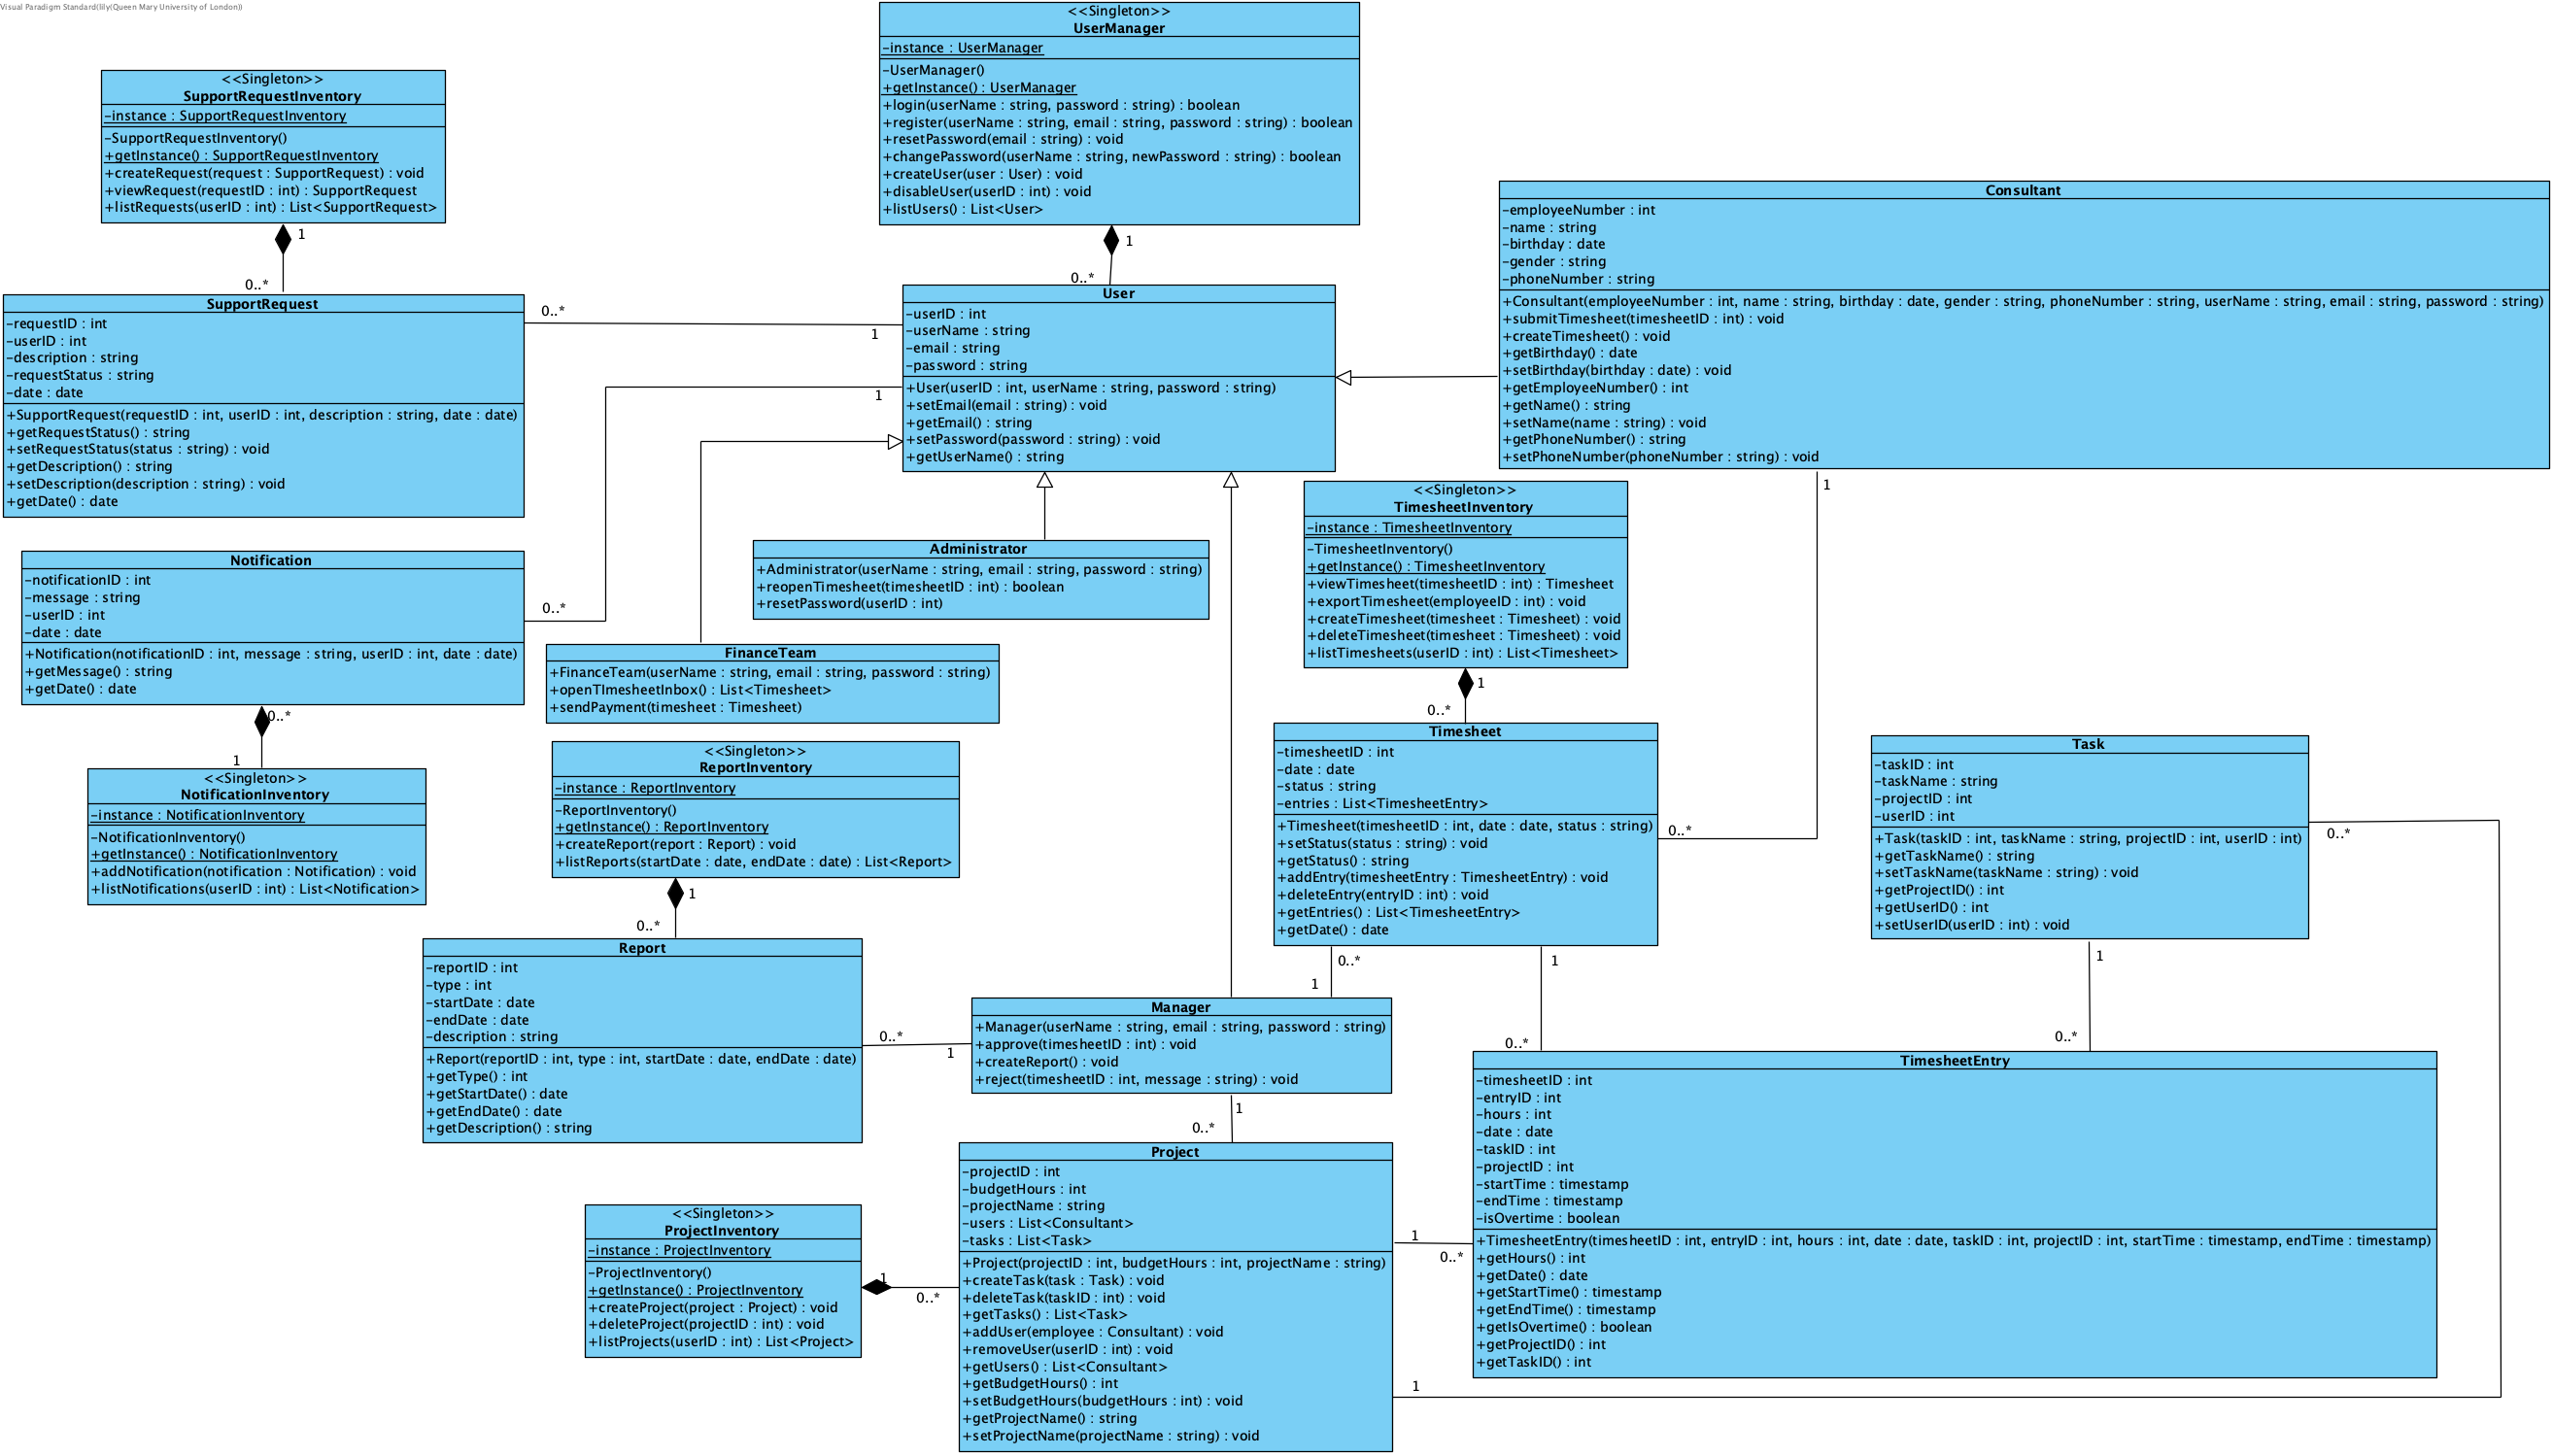 Visual Paradigm Standard(lily(Queen Mary University of London))
<<Singleton>>
UserManager
-instance : UserManager
-UserManager()
+getInstance() : UserManager
+login(userName : string, password : string) : boolean
+register(userName : string, email : string, password : string) : boolean
+resetPassword(email : string) : void
+changePassword(userName : string, newPassword : string) : boolean
+createUser(user : User) : void
+disableUser(userID : int) : void
+listUsers() : List<User>
1
0..*
<<Singleton>>
SupportRequestInventory
-instance : SupportRequestInventory
-SupportRequestInventory()
+getInstance() : SupportRequestInventory
+createRequest(request : SupportRequest) : void
+viewRequest(requestID : int) : SupportRequest
+listRequests(userID : int) : List<SupportRequest>
1
0..*
Consultant
-employeeNumber : int
-name : string
-birthday : date
-gender : string
-phoneNumber : string
+Consultant(employeeNumber : int, name : string, birthday : date, gender : string, phoneNumber : string, userName : string, email : string, password : string)
+submitTimesheet(timesheetID : int) : void
+createTimesheet() : void
+getBirthday() : date
+setBirthday(birthday : date) : void
+getEmployeeNumber() : int
+getName() : string
+setName(name : string) : void
+getPhoneNumber() : string
+setPhoneNumber(phoneNumber : string) : void
1
0..*
SupportRequest
-requestID : int
-userID : int
-description : string
-requestStatus : string
-date : date
+SupportRequest(requestID : int, userID : int, description : string, date : date)
+getRequestStatus() : string
+setRequestStatus(status : string) : void
+getDescription() : string
+setDescription(description : string) : void
+getDate() : date
0..*
1
User
-userID : int
-userName : string
-email : string
-password : string
+User(userID : int, userName : string, password : string)
+setEmail(email : string) : void
+getEmail() : string
+setPassword(password : string) : void
+getUserName() : string
1
0..*
Administrator
+Administrator(userName : string, email : string, password : string)
+reopenTimesheet(timesheetID : int) : boolean
+resetPassword(userID : int)
<<Singleton>>
TimesheetInventory
-instance : TimesheetInventory
-TimesheetInventory()
+getInstance() : TimesheetInventory
+viewTimesheet(timesheetID : int) : Timesheet
+exportTimesheet(employeeID : int) : void
+createTimesheet(timesheet : Timesheet) : void
+deleteTimesheet(timesheet : Timesheet) : void
+listTimesheets(userID : int) : List<Timesheet>
1
0..*
Notification
-notificationID : int
-message : string
-userID : int
-date : date
+Notification(notificationID : int, message : string, userID : int, date : date)
+getMessage() : string
+getDate() : date
0..*
1
FinanceTeam
+FinanceTeam(userName : string, email : string, password : string)
+openTImesheetInbox() : List<Timesheet>
+sendPayment(timesheet : Timesheet)
<<Singleton>>
NotificationInventory
-instance : NotificationInventory
-NotificationInventory()
+getInstance() : NotificationInventory
+addNotification(notification : Notification) : void
+listNotifications(userID : int) : List<Notification>
<<Singleton>>
ReportInventory
-instance : ReportInventory
-ReportInventory()
+getInstance() : ReportInventory
+createReport(report : Report) : void
+listReports(startDate : date, endDate : date) : List<Report>
1
0..*
Timesheet
-timesheetID : int
-date : date
-status : string
-entries : List<TimesheetEntry>
+Timesheet(timesheetID : int, date : date, status : string)
+setStatus(status : string) : void
+getStatus() : string
+addEntry(timesheetEntry : TimesheetEntry) : void
+deleteEntry(entryID : int) : void
+getEntries() : List<TimesheetEntry>
+getDate() : date
0..*
1
1
0..*
Task
-taskID : int
-taskName : string
-projectID : int
-userID : int
+Task(taskID : int, taskName : string, projectID : int, userID : int)
+getTaskName() : string
+setTaskName(taskName : string) : void
+getProjectID() : int
+getUserID() : int
+setUserID(userID : int) : void
0..*
1
0..*
Report
-reportID : int
-type : int
-startDate : date
-endDate : date
-description : string
+Report(reportID : int, type : int, startDate : date, endDate : date)
+getType() : int
+getStartDate() : date
+getEndDate() : date
+getDescription() : string
0..*
1
Manager
+Manager(userName : string, email : string, password : string)
+approve(timesheetID : int) : void
+createReport() : void
+reject(timesheetID : int, message : string) : void
1
0..*
TimesheetEntry
-timesheetID : int
-entryID : int
-hours : int
-date : date
-taskID : int
-projectID : int
-startTime : timestamp
-endTime : timestamp
-isOvertime : boolean
+TimesheetEntry(timesheetID : int, entryID : int, hours : int, date : date, taskID : int, projectID : int, startTime : timestamp, endTime : timestamp)
+getHours() : int
+getDate() : date
+getStartTime() : timestamp
+getEndTime() : timestamp
+getIsOvertime() : boolean
+getProjectID() : int
+getTaskID() : int
<<Singleton>>
ProjectInventory
-instance : ProjectInventory
-ProjectInventory()
+getInstance() : ProjectInventory
+createProject(project : Project) : void
+deleteProject(projectID : int) : void
+listProjects(userID : int) : List<Project>
1
0..*
Project
-projectID : int
-budgetHours : int
-projectName : string
-users : List<Consultant>
-tasks : List<Task>
+Project(projectID : int, budgetHours : int, projectName : string)
+createTask(task : Task) : void
+deleteTask(taskID : int) : void
+getTasks() : List<Task>
+addUser(employee : Consultant) : void
+removeUser(userID : int) : void
+getUsers() : List<Consultant>
+getBudgetHours() : int
+setBudgetHours(budgetHours : int) : void
+getProjectName() : string
+setProjectName(projectName : string) : void
1
0..*
1